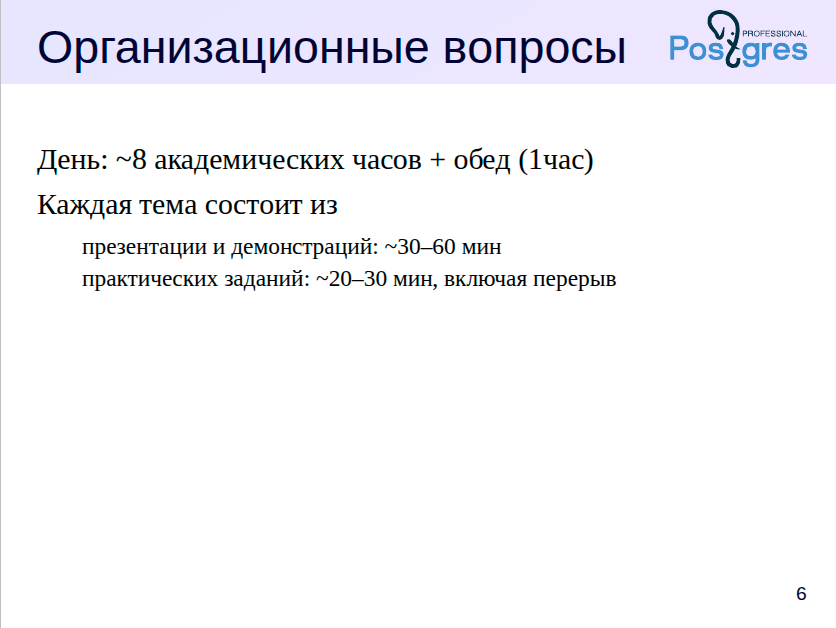 Организационные вопросы
PROFESSIONAL
Postgres
День: ~8 академических часов + обед (1час)
Каждая тема состоит из
презентации и демонстраций: ~30–60 мин
практических заданий: ~20–30 мин, включая перерыв
6